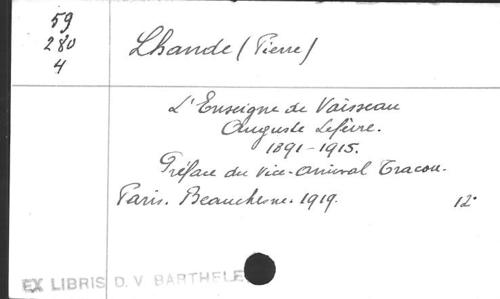 59
280
4
Lhande (Pierre)
L'Enseigne de Vaisseau
Auguste Lefèvre.
1891-1915.
Préface du Vice-amiral Tracou.
Paris. Beauchesne. 1919. 12°
EX LIBRIS D. V BARTHELE